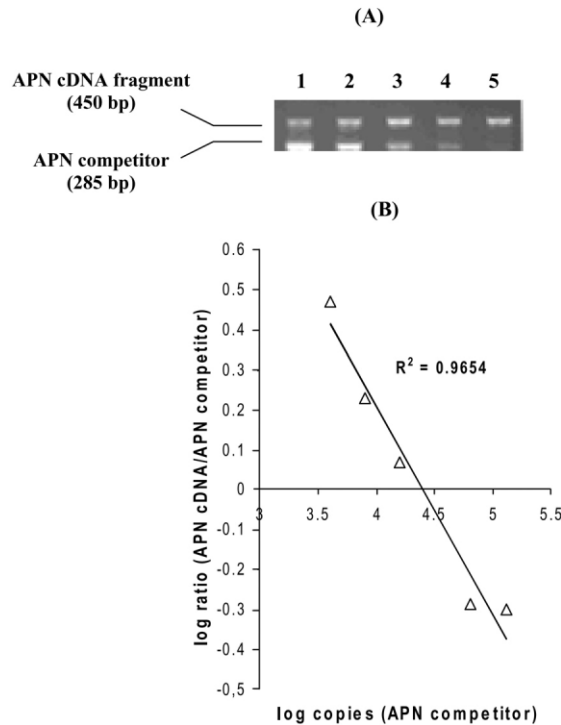 (A)
APN cDNA fragment
(450 bp)
1 2 3 4 5
APN competitor
(285 bp)
(B)
log ratio (APN cDNA/APN competitor)
0.6
0.5
0.4
0.3
0.2
0.1
0
-0.1
-0.2
-0.3
-0.4
-0,5
R² = 0.9654
3 3.5 4 4.5 5 5.5
log copies (APN competitor)